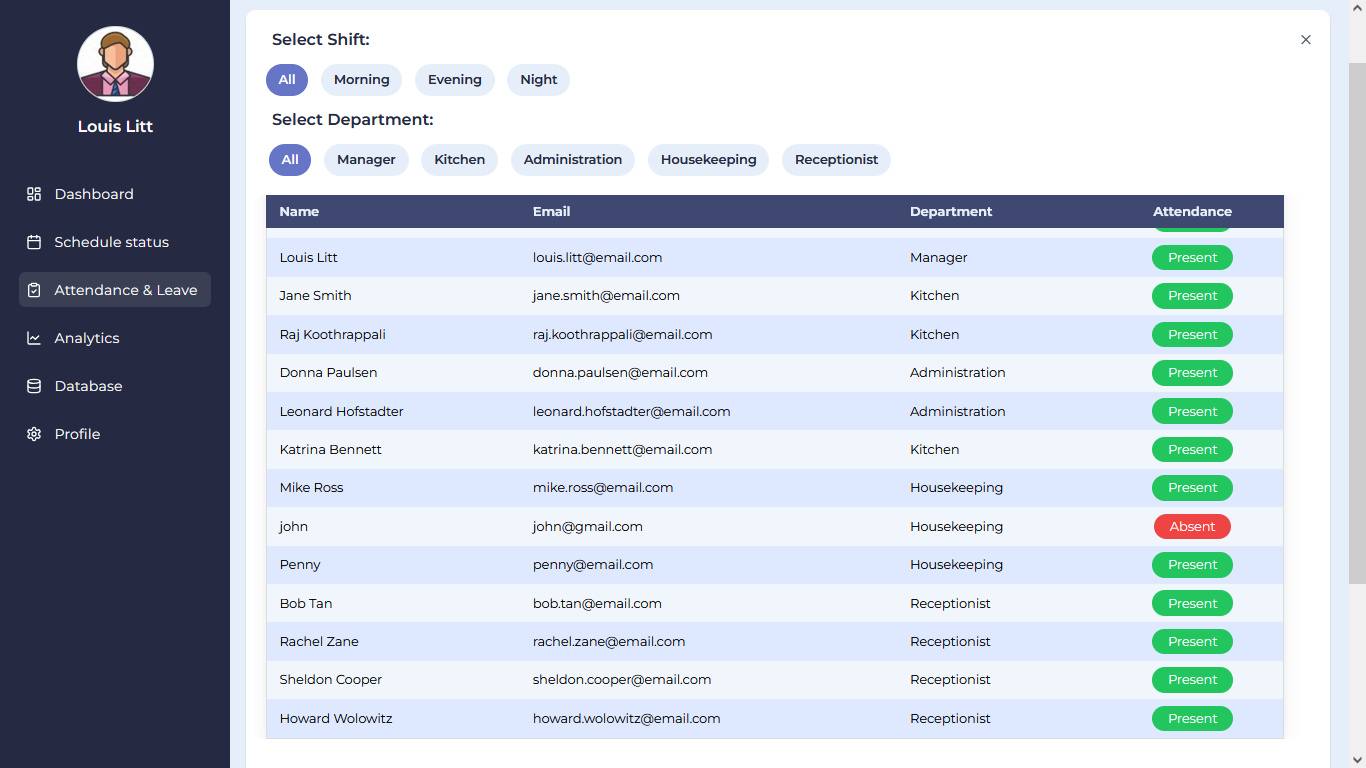 Louis Litt
Dashboard
Schedule status
Attendance & Leave
Analytics
Database
Profile
Select Shift:
All Morning Evening Night
Select Department:
All Manager Kitchen Administration Housekeeping Receptionist
Name Email Department Attendance
Louis Litt louis.litt@email.com Manager Present
Jane Smith jane.smith@email.com Kitchen Present
Raj Koothrappali raj.koothrappali@email.com Kitchen Present
Donna Paulsen donna.paulsen@email.com Administration Present
Leonard Hofstadter leonard.hofstadter@email.com Administration Present
Katrina Bennett katrina.bennett@email.com Kitchen Present
Mike Ross mike.ross@email.com Housekeeping Present
john john@gmail.com Housekeeping Absent
Penny penny@email.com Housekeeping Present
Bob Tan bob.tan@email.com Receptionist Present
Rachel Zane rachel.zane@email.com Receptionist Present
Sheldon Cooper sheldon.cooper@email.com Receptionist Present
Howard Wolowitz howard.wolowitz@email.com Receptionist Present